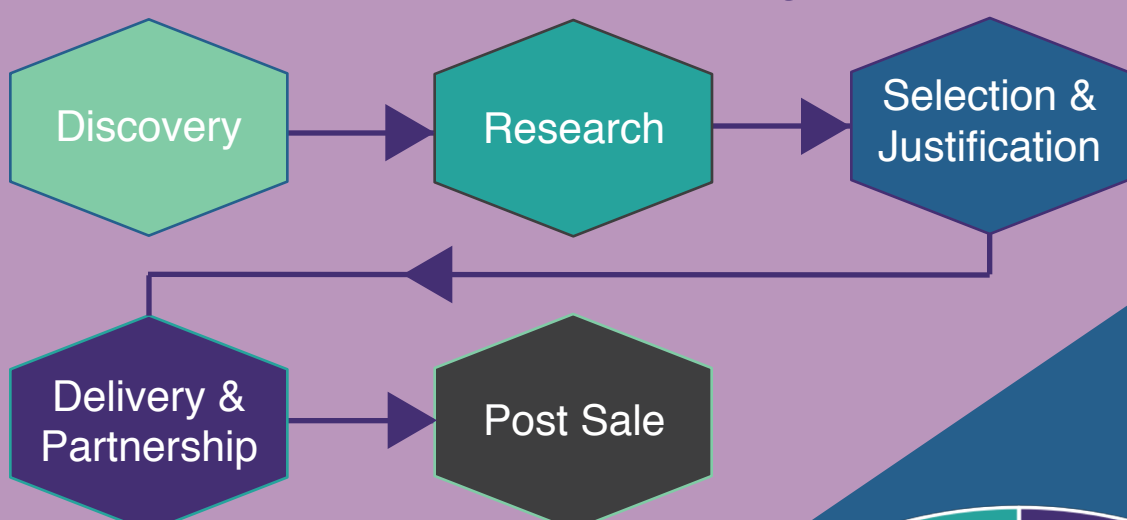 Discovery
Research
Selection &
Justification
Delivery &
Partnership
Post Sale